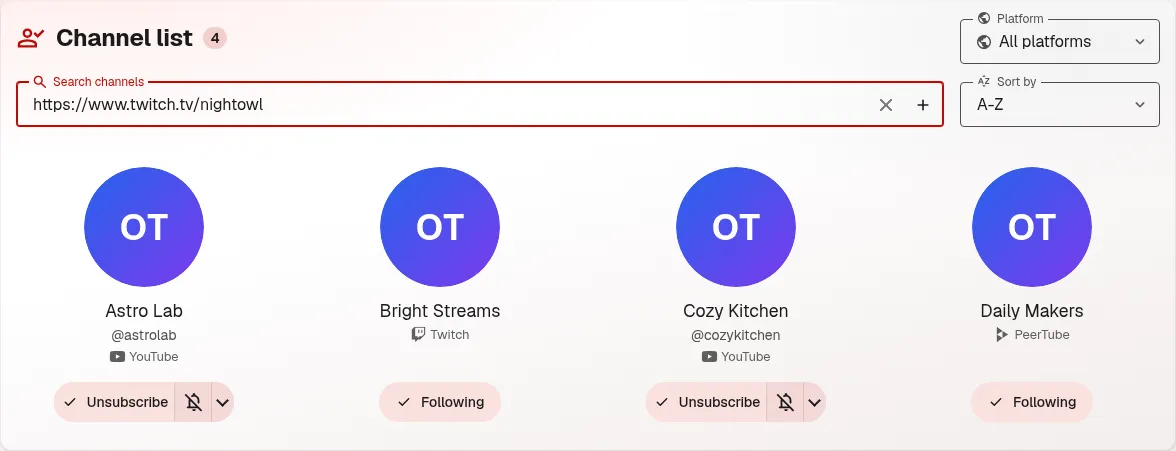 Channel list 4
Platform
All platforms
Search channels
https://www.twitch.tv/nightowl
Sort by
A-Z
OT
OT
OT
OT
Astro Lab
Bright Streams
Cozy Kitchen
Daily Makers
@astrolab
Twitch
@cozykitchen
PeerTube
YouTube
YouTube
Unsubscribe
Following
Unsubscribe
Following